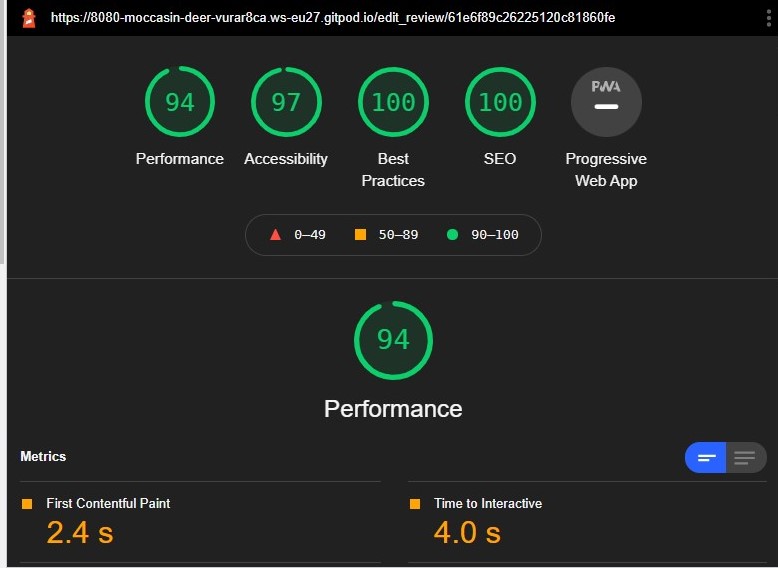 https://8080-moccasin-deer-vurar8ca.ws-eu27.gitpod.io/edit_review/61e6f89c26225120c81860fe
94
97
100
100
PWA
Performance
Accessibility
Best
Practices
SEO
Progressive
Web App
0–49
50–89
90–100
94
Performance
Metrics
First Contentful Paint
2.4 s
Time to Interactive
4.0 s